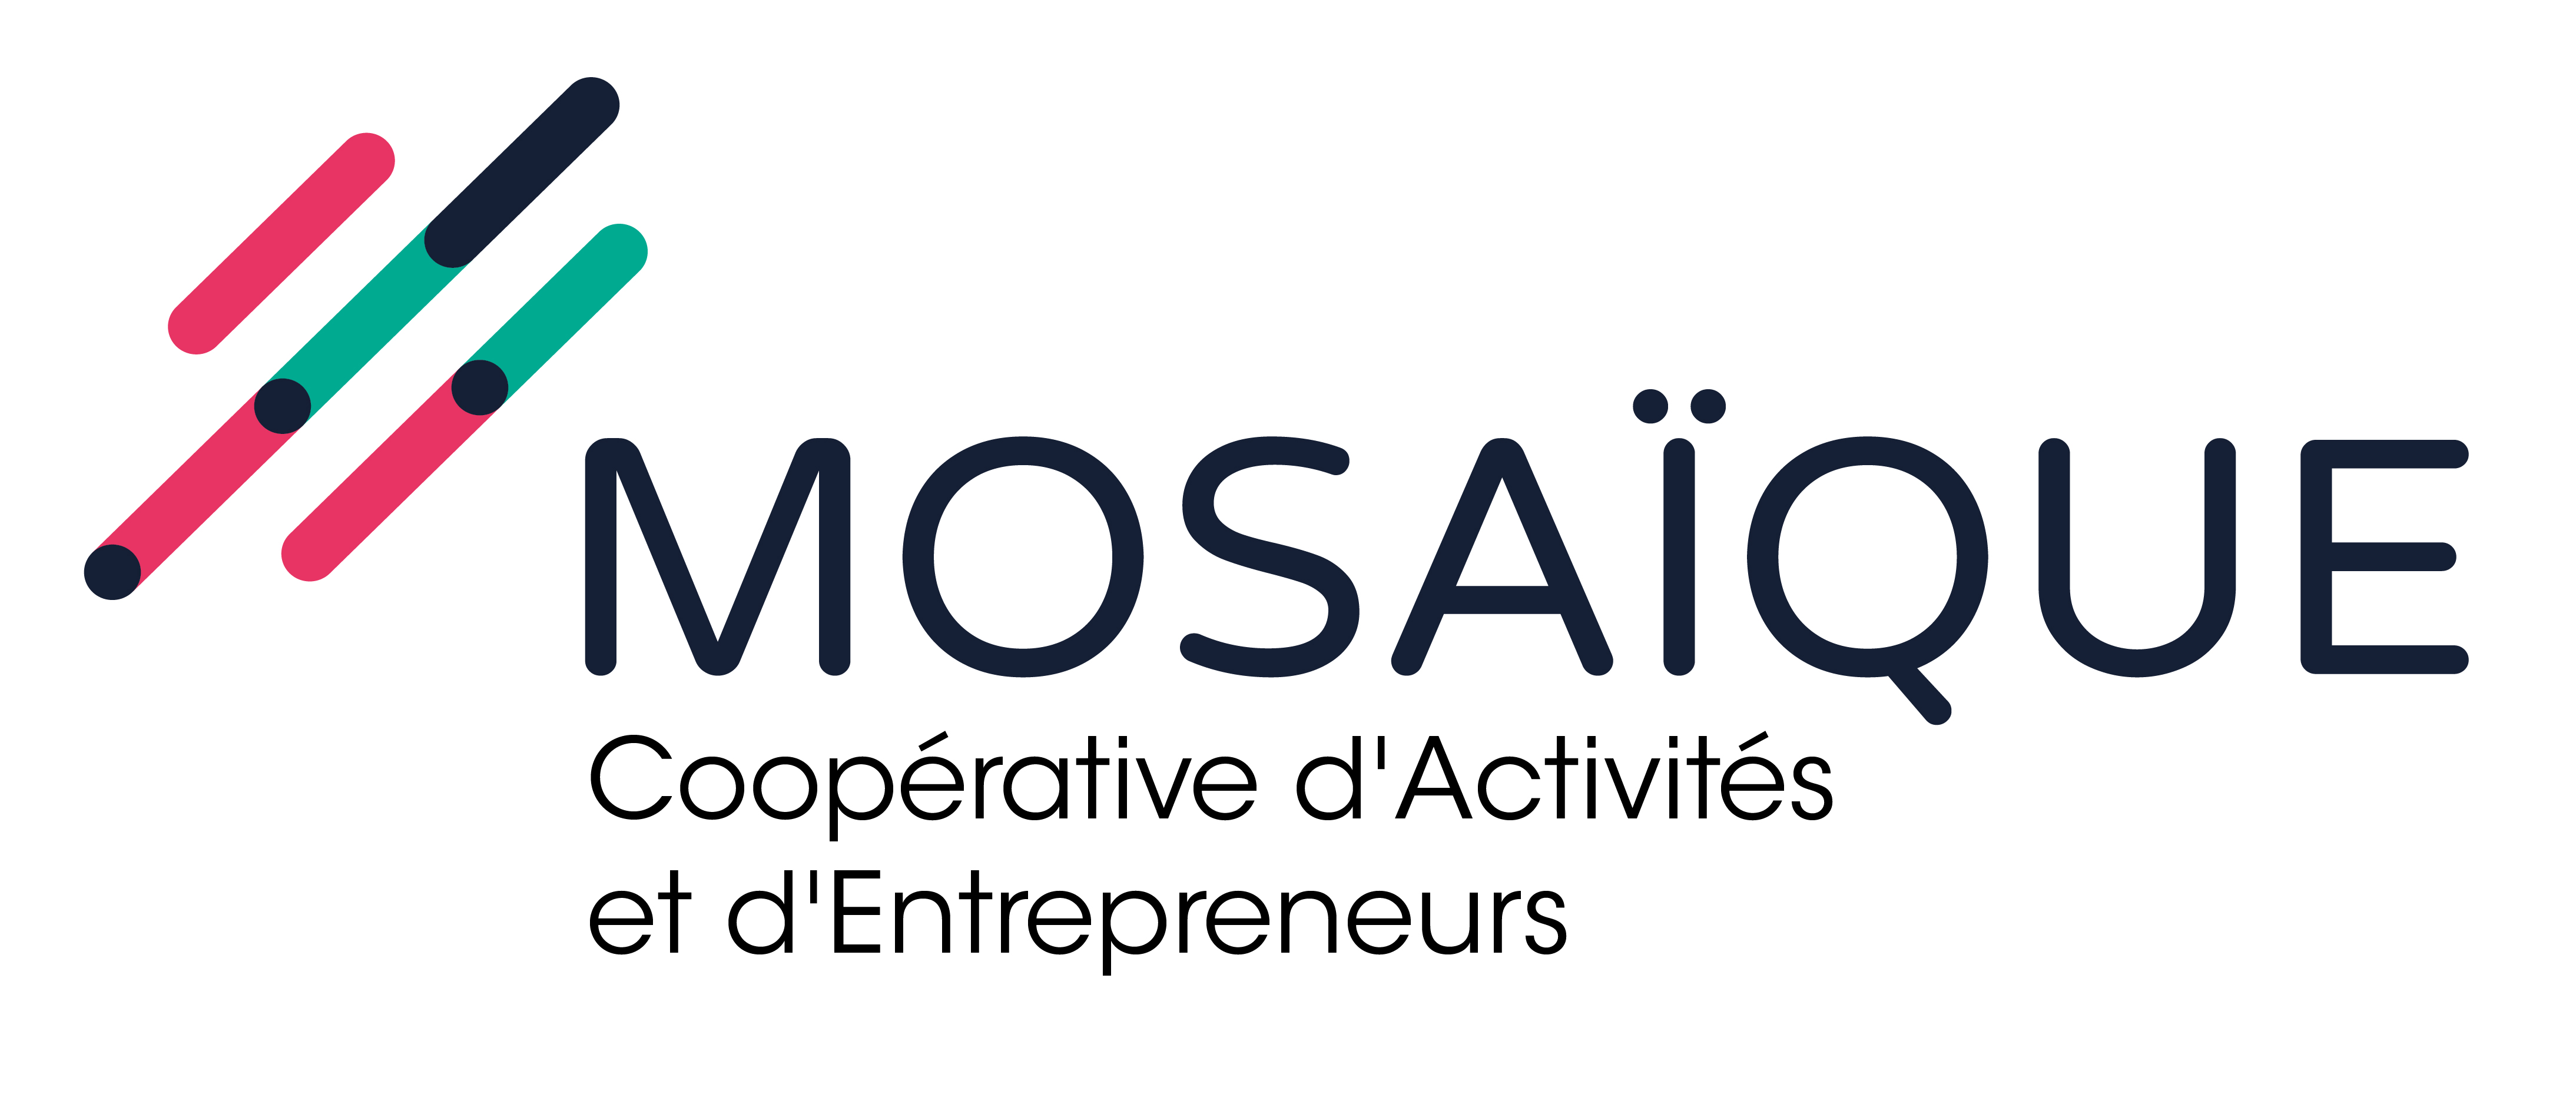 MOSAÏQUE
Coopérative d'Activités
et d'Entrepreneurs